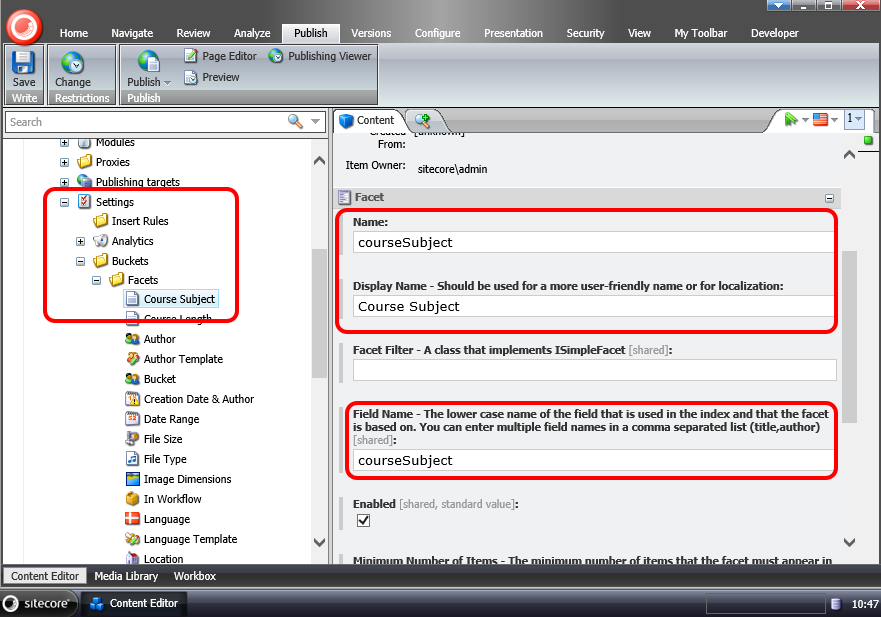 Home Navigate Review Analyze Publish Versions Configure Presentation Security View My Toolbar Developer
Save
Write
Change
Restrictions
Publish
Page Editor Publishing Viewer
Preview
Publish
Search
Modules
Proxies
Publishing targets
Settings
Insert Rules
Analytics
Buckets
Facets
Course Subject
Course Length
Author
Author Template
Bucket
Creation Date & Author
Date Range
File Size
File Type
Image Dimensions
In Workflow
Language
Language Template
Location
Content
1
Created
From:
[unknown]
Item Owner: sitecore\admin
Facet
Name:
courseSubject
Display Name - Should be used for a more user-friendly name or for localization:
Course Subject
Facet Filter - A class that implements ISimpleFacet [shared]:
Field Name - The lower case name of the field that is used in the index and that the facet
is based on. You can enter multiple field names in a comma separated list (title,author)
[shared]:
courseSubject
Enabled [shared, standard value]:
Minimum Number of Items - The minimum number of items that the facet must appear in
Content Editor Media Library Workbox
sitecore Content Editor 10:47